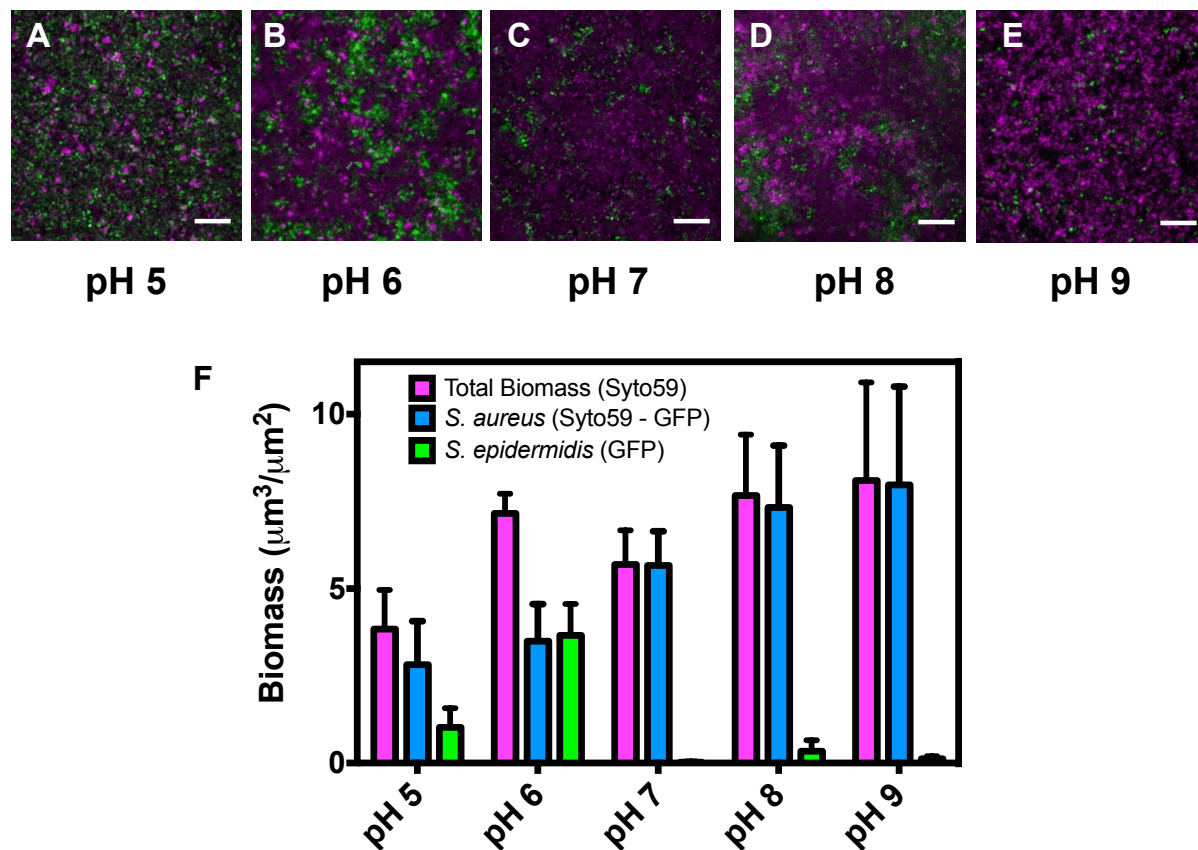 A B C D E
pH 5 pH 6 pH 7 pH 8 pH 9
F
Total Biomass (Syto59)
S. aureus (Syto59 - GFP)
S. epidermidis (GFP)
Biomass (μm³/μm²)
10
5
0
pH 5 pH 6 pH 7 pH 8 pH 9